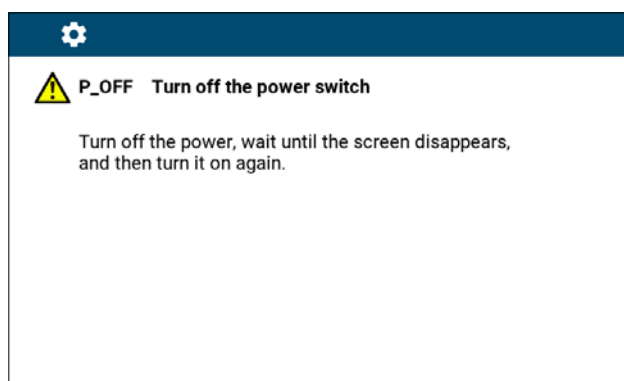 P_OFF Turn off the power switch
Turn off the power, wait until the screen disappears,
and then turn it on again.